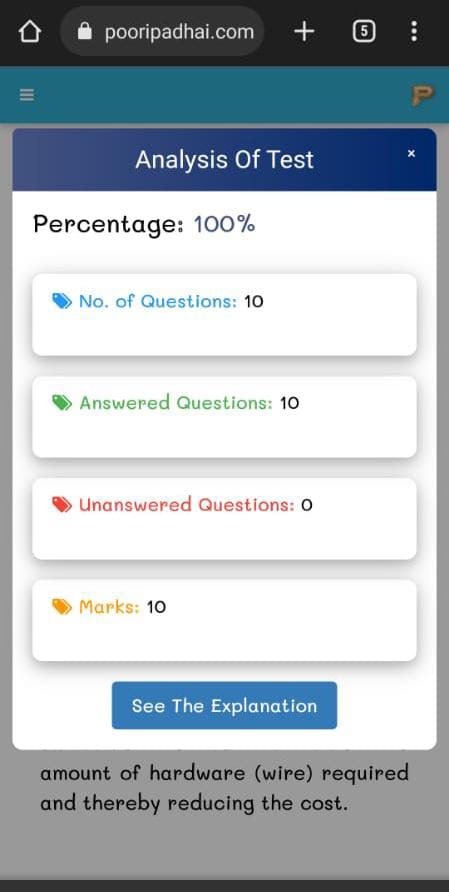 pooripadhai.com
5
P
Analysis Of Test
×
Percentage: 100%
No. of Questions: 10
Answered Questions: 10
Unanswered Questions: 0
Marks: 10
See The Explanation
amount of hardware (wire) required
and thereby reducing the cost.